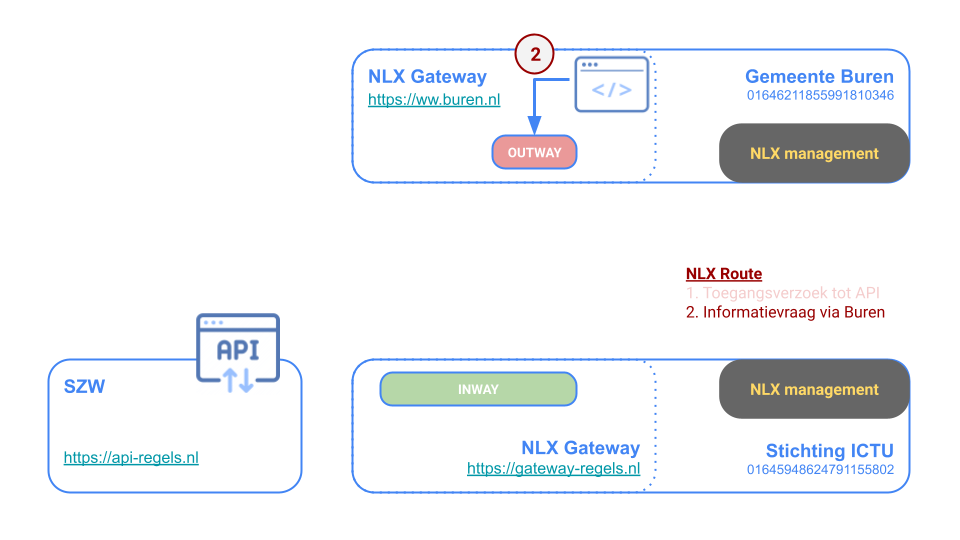 2
NLX Gateway
https://ww.buren.nl
</>
OUTWAY
Gemeente Buren
01646211855991810346
NLX management
NLX Route
1. Toegangsverzoek tot API
2. Informatievraag via Buren
API
SZW
https://api-regels.nl
INWAY
NLX Gateway
https://gateway-regels.nl
NLX management
Stichting ICTU
01645948624791155802